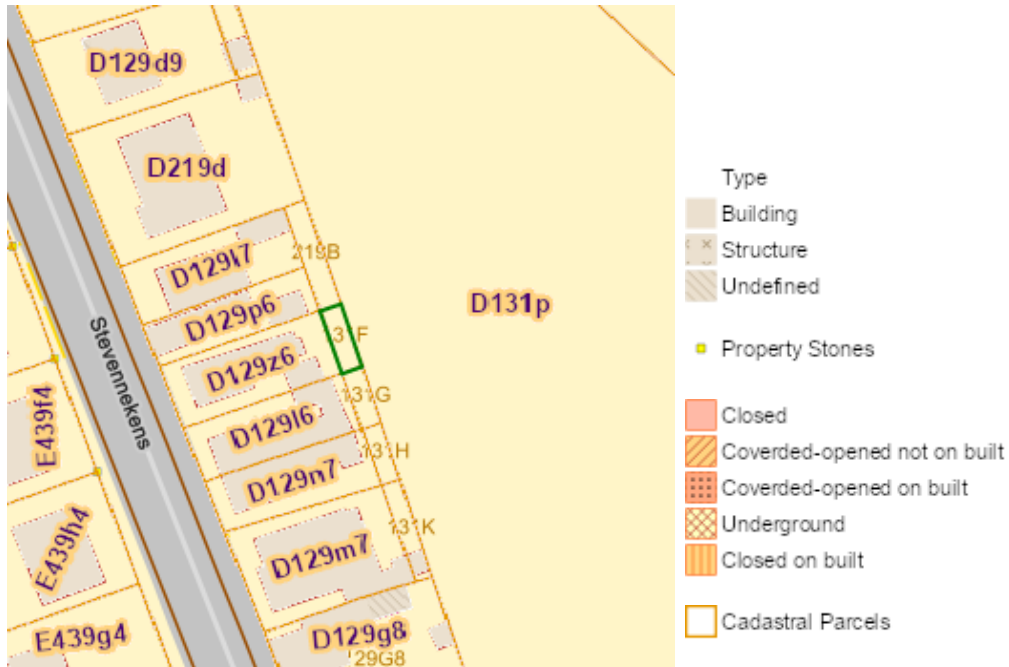 D129d9
D219d
D129l7
219B
D129p6
D131p
31F
D129z6
131G
D129l6
131H
D129n7
131K
D129m7
D129g8
129G8
Stevennekens
E439f4
E439h4
E439g4
Type
Building
Structure
Undefined
Property Stones
Closed
Coverded-opened not on built
Coverded-opened on built
Underground
Closed on built
Cadastral Parcels